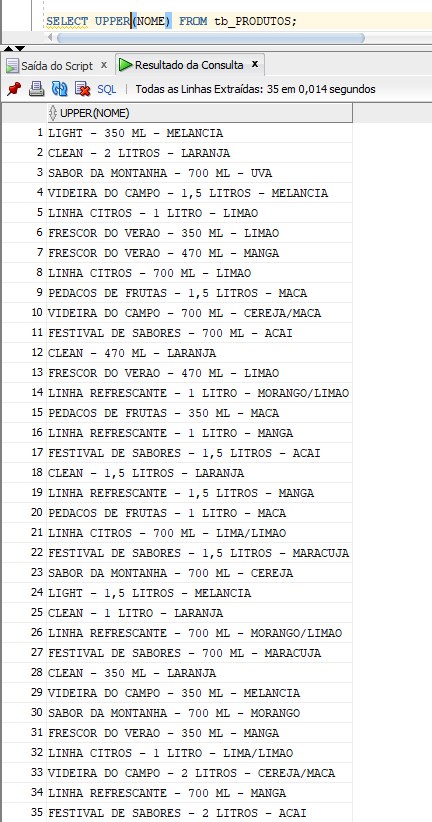 SELECT UPPER(NOME) FROM tb_PRODUTOS;
Saída do Script x Resultado da Consulta x
SQL | Todas as Linhas Extraídas: 35 em 0,014 segundos
UPPER(NOME)
1 LIGHT - 350 ML - MELANCIA
2 CLEAN - 2 LITROS - LARANJA
3 SABOR DA MONTANHA - 700 ML - UVA
4 VIDEIRA DO CAMPO - 1,5 LITROS - MELANCIA
5 LINHA CITROS - 1 LITRO - LIMAO
6 FRESCOR DO VERAO - 350 ML - LIMAO
7 FRESCOR DO VERAO - 470 ML - MANGA
8 LINHA CITROS - 700 ML - LIMAO
9 PEDACOS DE FRUTAS - 1,5 LITROS - MACA
10 VIDEIRA DO CAMPO - 700 ML - CEREJA/MACA
11 FESTIVAL DE SABORES - 700 ML - ACAI
12 CLEAN - 470 ML - LARANJA
13 FRESCOR DO VERAO - 470 ML - LIMAO
14 LINHA REFRESCANTE - 1 LITRO - MORANGO/LIMAO
15 PEDACOS DE FRUTAS - 350 ML - MACA
16 LINHA REFRESCANTE - 1 LITRO - MANGA
17 FESTIVAL DE SABORES - 1,5 LITROS - ACAI
18 CLEAN - 1,5 LITROS - LARANJA
19 LINHA REFRESCANTE - 1,5 LITROS - MANGA
20 PEDACOS DE FRUTAS - 1 LITRO - MACA
21 LINHA CITROS - 700 ML - LIMA/LIMAO
22 FESTIVAL DE SABORES - 1,5 LITROS - MARACUJA
23 SABOR DA MONTANHA - 700 ML - CEREJA
24 LIGHT - 1,5 LITROS - MELANCIA
25 CLEAN - 1 LITRO - LARANJA
26 LINHA REFRESCANTE - 700 ML - MORANGO/LIMAO
27 FESTIVAL DE SABORES - 700 ML - MARACUJA
28 CLEAN - 350 ML - LARANJA
29 VIDEIRA DO CAMPO - 350 ML - MELANCIA
30 SABOR DA MONTANHA - 700 ML - MORANGO
31 FRESCOR DO VERAO - 350 ML - MANGA
32 LINHA CITROS - 1 LITRO - LIMA/LIMAO
33 VIDEIRA DO CAMPO - 2 LITROS - CEREJA/MACA
34 LINHA REFRESCANTE - 700 ML - MANGA
35 FESTIVAL DE SABORES - 2 LITROS - ACAI